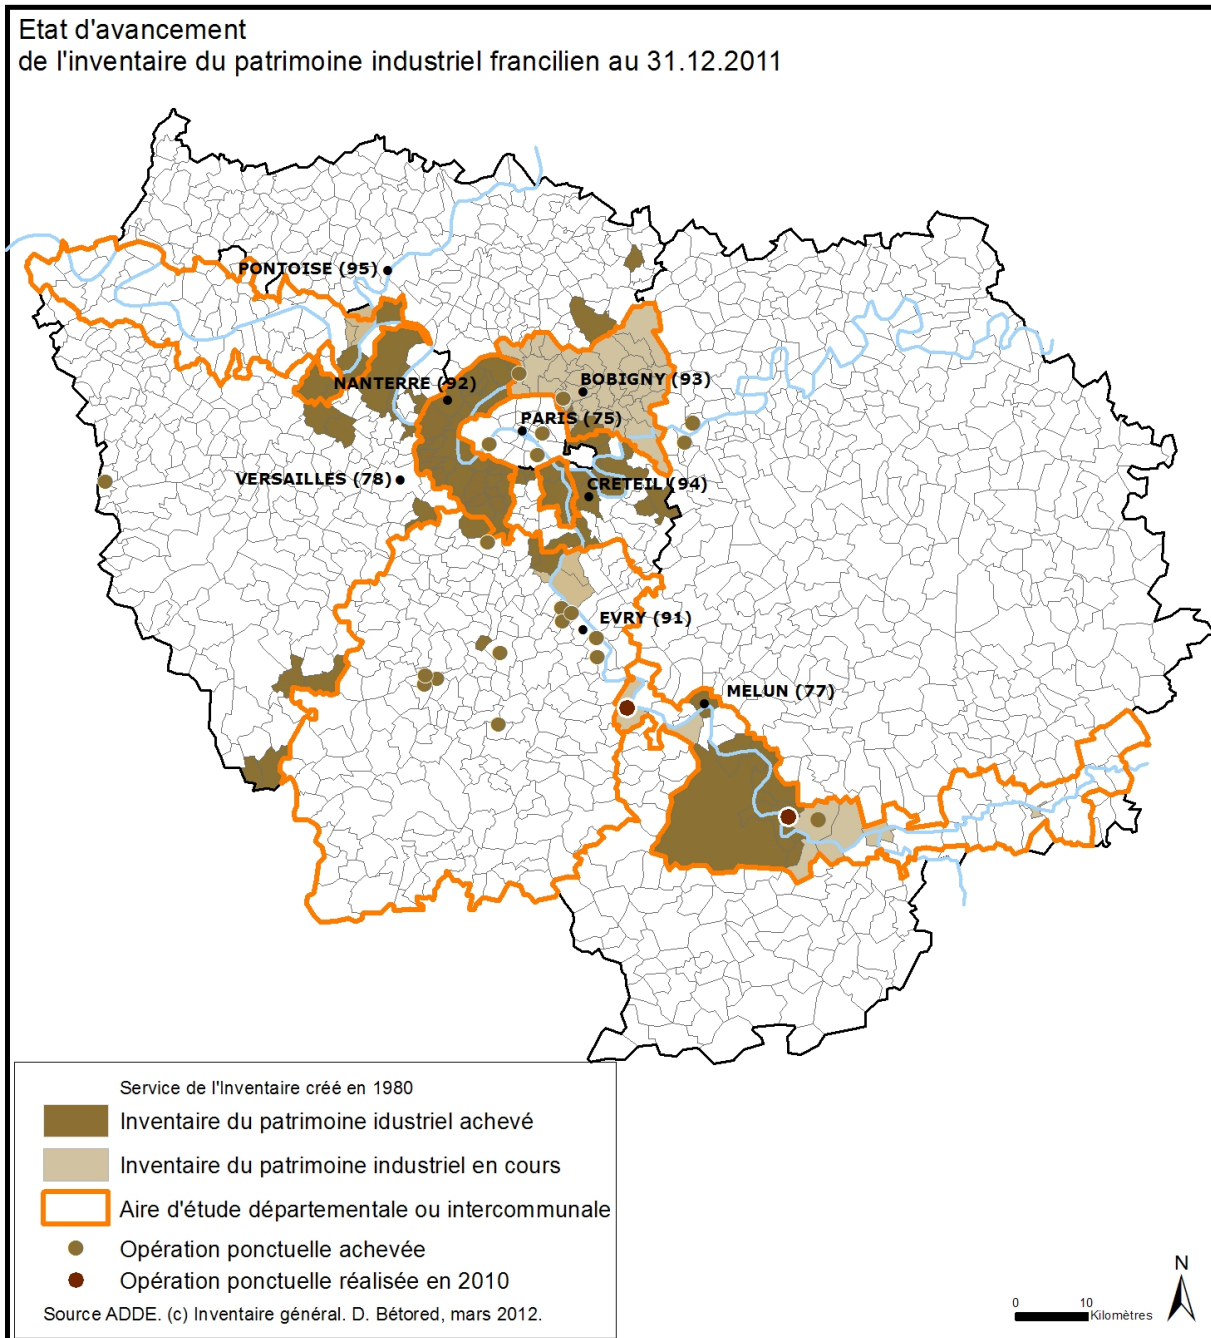 Etat d'avancement
de l'inventaire du patrimoine industriel francilien au 31.12.2011
PONTOISE (95)
NANTERRE (92)
BOBIGNY (93)
PARIS (75)
VERSAILLES (78)
CRETEIL (94)
EVRY (91)
MELUN (77)
Service de l'Inventaire créé en 1980
Inventaire du patrimoine idustriel achevé
Inventaire du patrimoine industriel en cours
Aire d'étude départementale ou intercommunale
Opération ponctuelle achevée
Opération ponctuelle réalisée en 2010
Source ADDE. (c) Inventaire général. D. Bétored, mars 2012.
N
0 10
Kilomètres